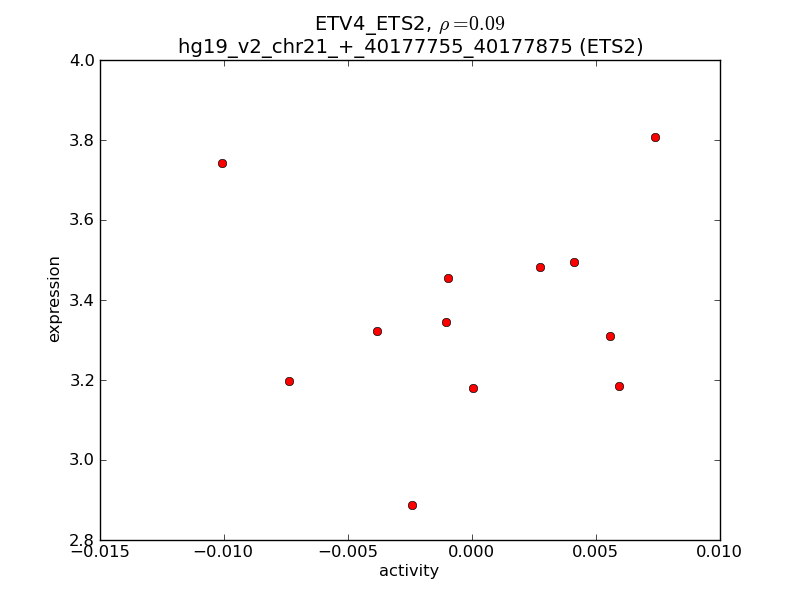 ETV4_ETS2, ρ=0.09
hg19_v2_chr21_+_40177755_40177875 (ETS2)
4.0
3.8
3.6
3.4
3.2
3.0
2.8
expression
−0.015 −0.010 −0.005 0.000 0.005 0.010
activity